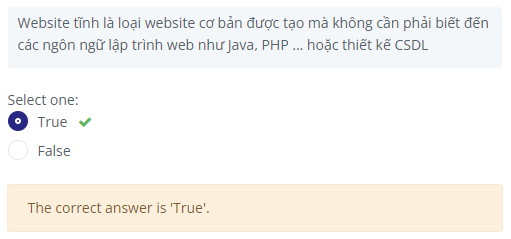 Website tĩnh là loại website cơ bản được tạo mà không cần phải biết đến
các ngôn ngữ lập trình web như Java, PHP ... hoặc thiết kế CSDL
Select one:
True
False
The correct answer is 'True'.